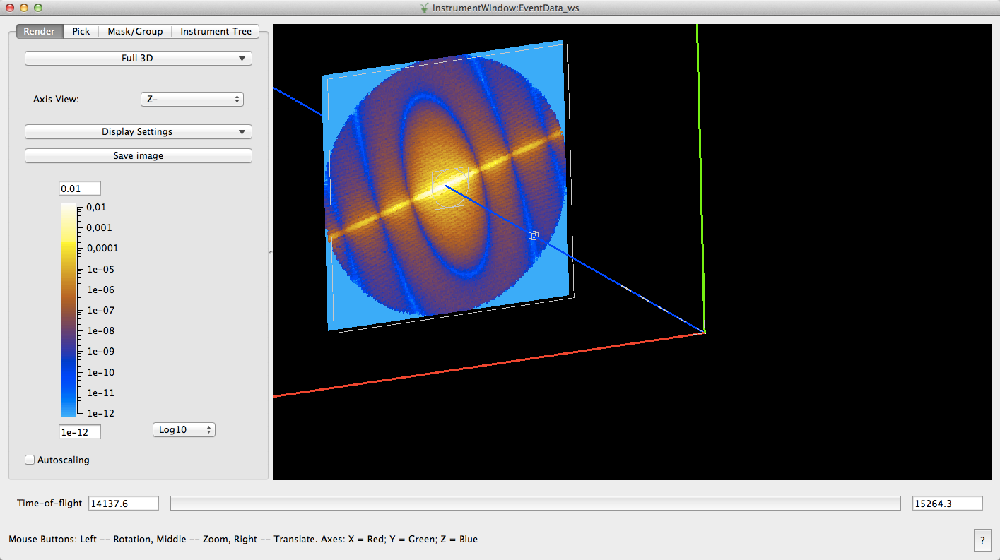 InstrumentWindow:EventData_ws
Render Pick Mask/Group Instrument Tree
Full 3D
Axis View: Z-
Display Settings
Save image
0.01
0,01
0,001
0,0001
1e-05
1e-06
1e-07
1e-08
1e-09
1e-10
1e-11
1e-12
1e-12 Log10
Autoscaling
Time-of-flight 14137.6 15264.3
Mouse Buttons: Left -- Rotation, Middle -- Zoom, Right -- Translate. Axes: X = Red; Y = Green; Z = Blue ?